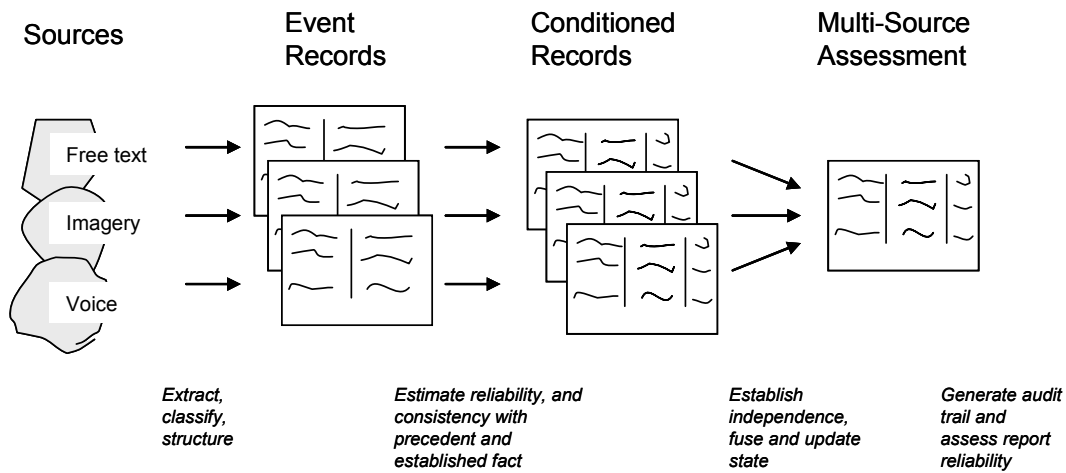 Sources
Event
Records
Conditioned
Records
Multi-Source
Assessment
Free text
Imagery
Voice
Extract,
classify,
structure
Estimate reliability, and
consistency with
precedent and
established fact
Establish
independence,
fuse and update
state
Generate audit
trail and
assess report
reliability